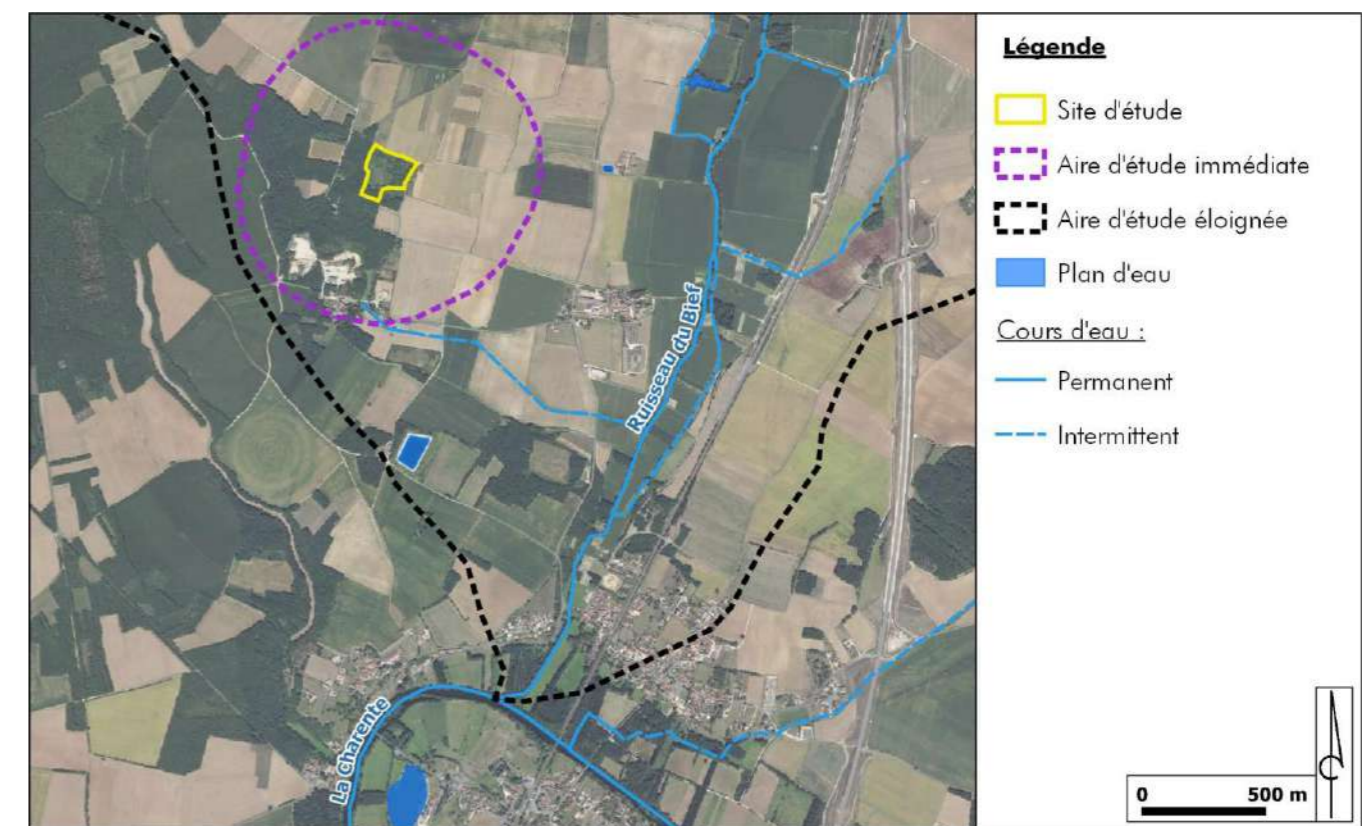 Ruisseau du Bief
La Charente
Légende
Site d'étude
Aire d'étude immédiate
Aire d'étude éloignée
Plan d'eau
Cours d'eau :
Permanent
Intermittent
0 500 m